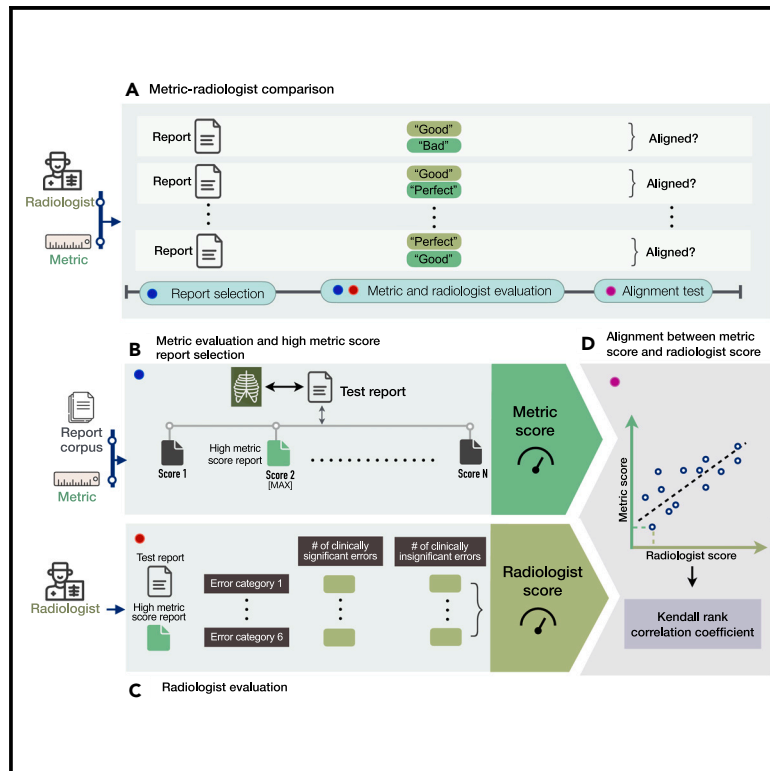 A Metric-radiologist comparison
Report
"Good"
"Bad"
Aligned?
Report
"Good"
"Perfect"
Aligned?
Report
"Perfect"
"Good"
Aligned?
Radiologist
Metric
Report selection
Metric and radiologist evaluation
Alignment test
B Metric evaluation and high metric score
report selection
Test report
Report
corpus
Metric
High metric
score report
Score 1
Score 2
[MAX]
Score N
Metric
score
D Alignment between metric
score and radiologist score
Metric score
Radiologist score
Kendall rank
correlation coefficient
Radiologist
Test report
High metric
score report
# of clinically
significant errors
# of clinically
insignificant errors
Error category 1
Error category 6
Radiologist
score
C Radiologist evaluation